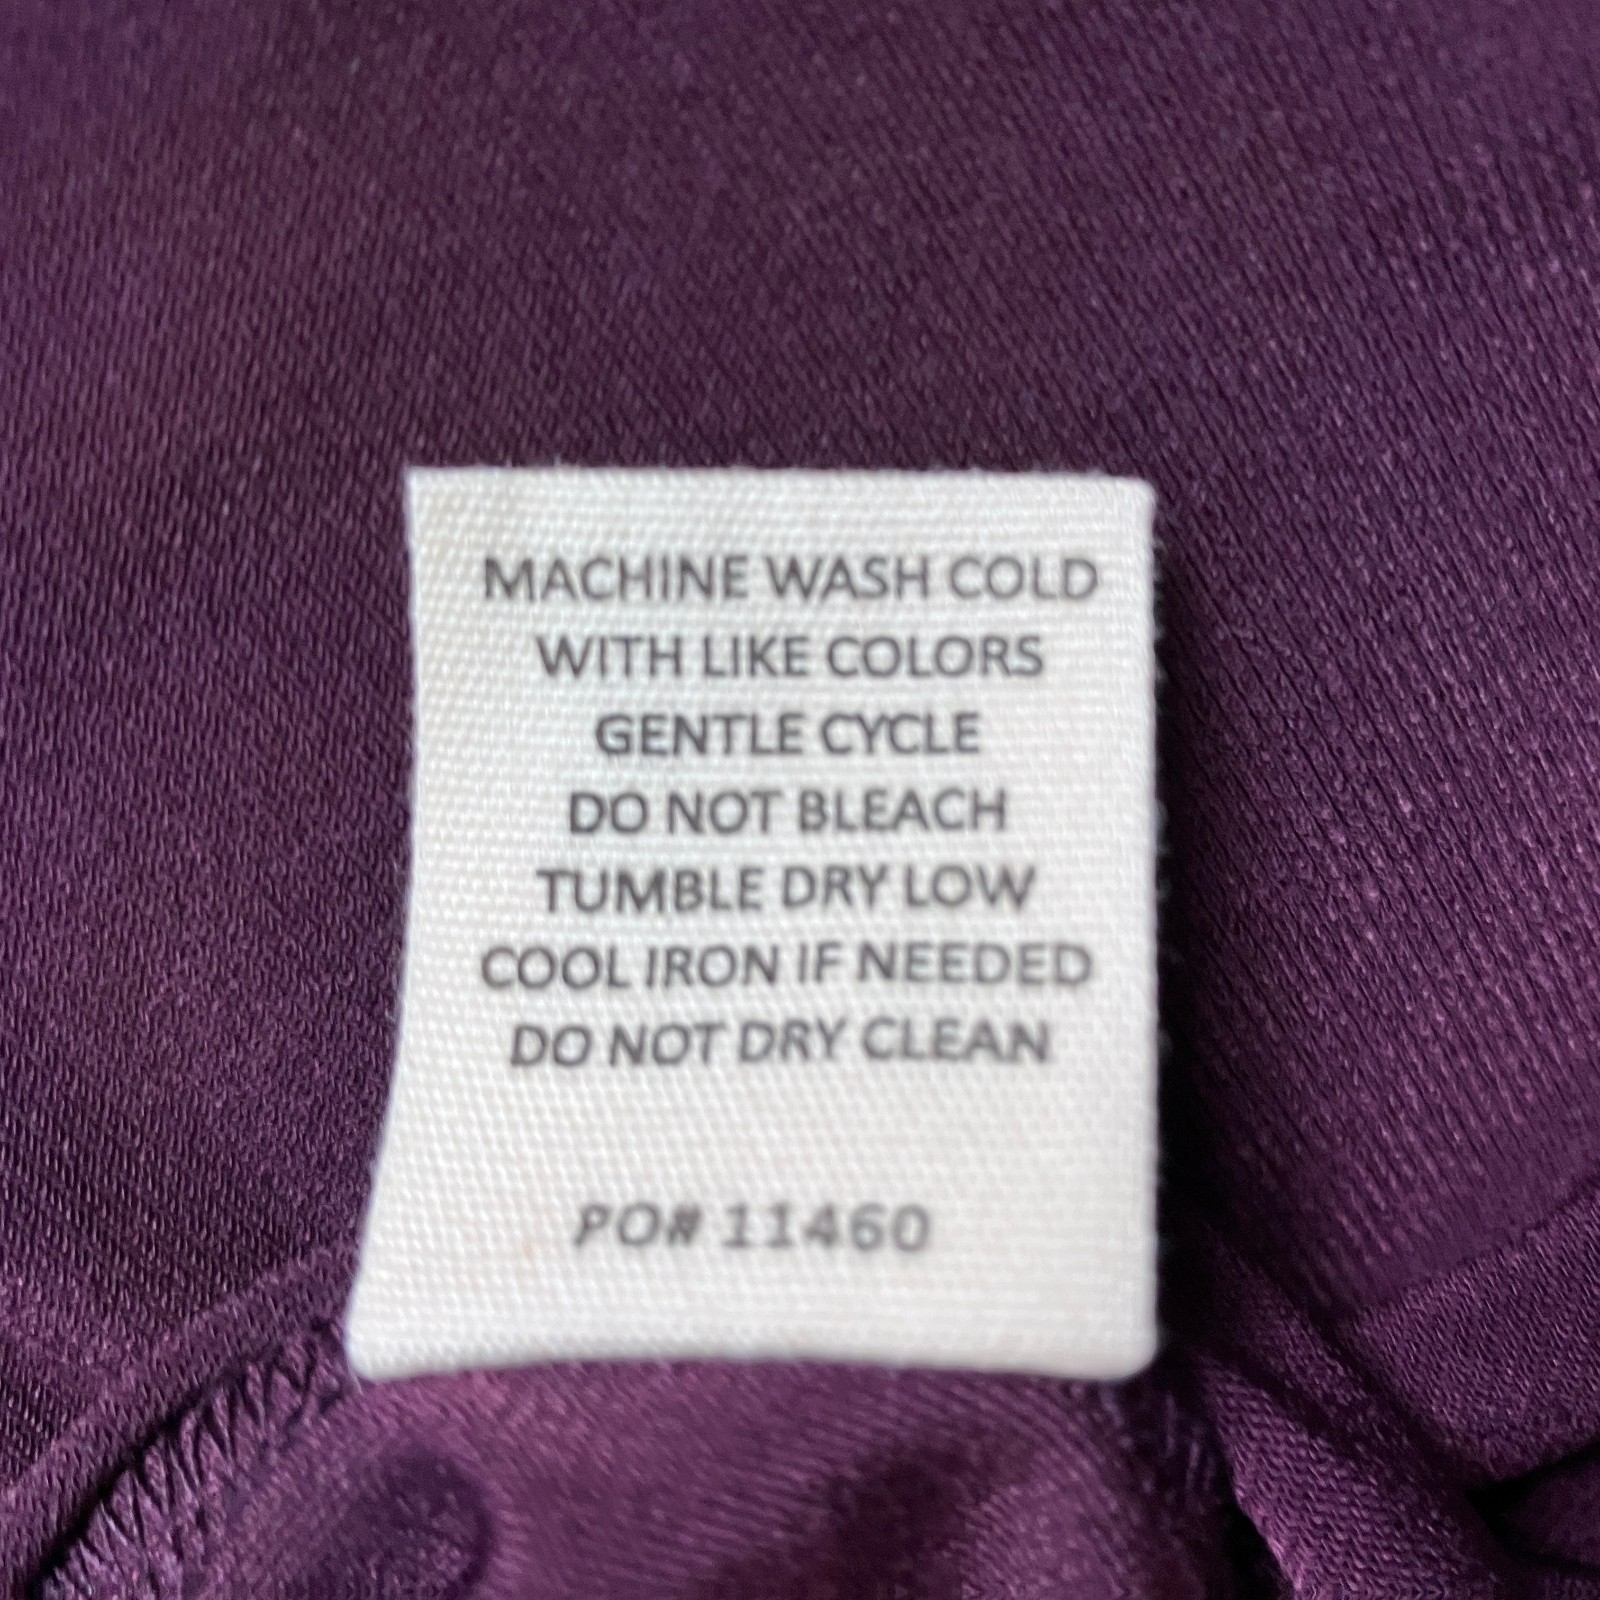 MACHINE WASH COLD
WITH LIKE COLORS
GENTLE CYCLE
DO NOT BLEACH
TUMBLE DRY LOW
COOL IRON IF NEEDED
DO NOT DRY CLEAN
PO# 11460